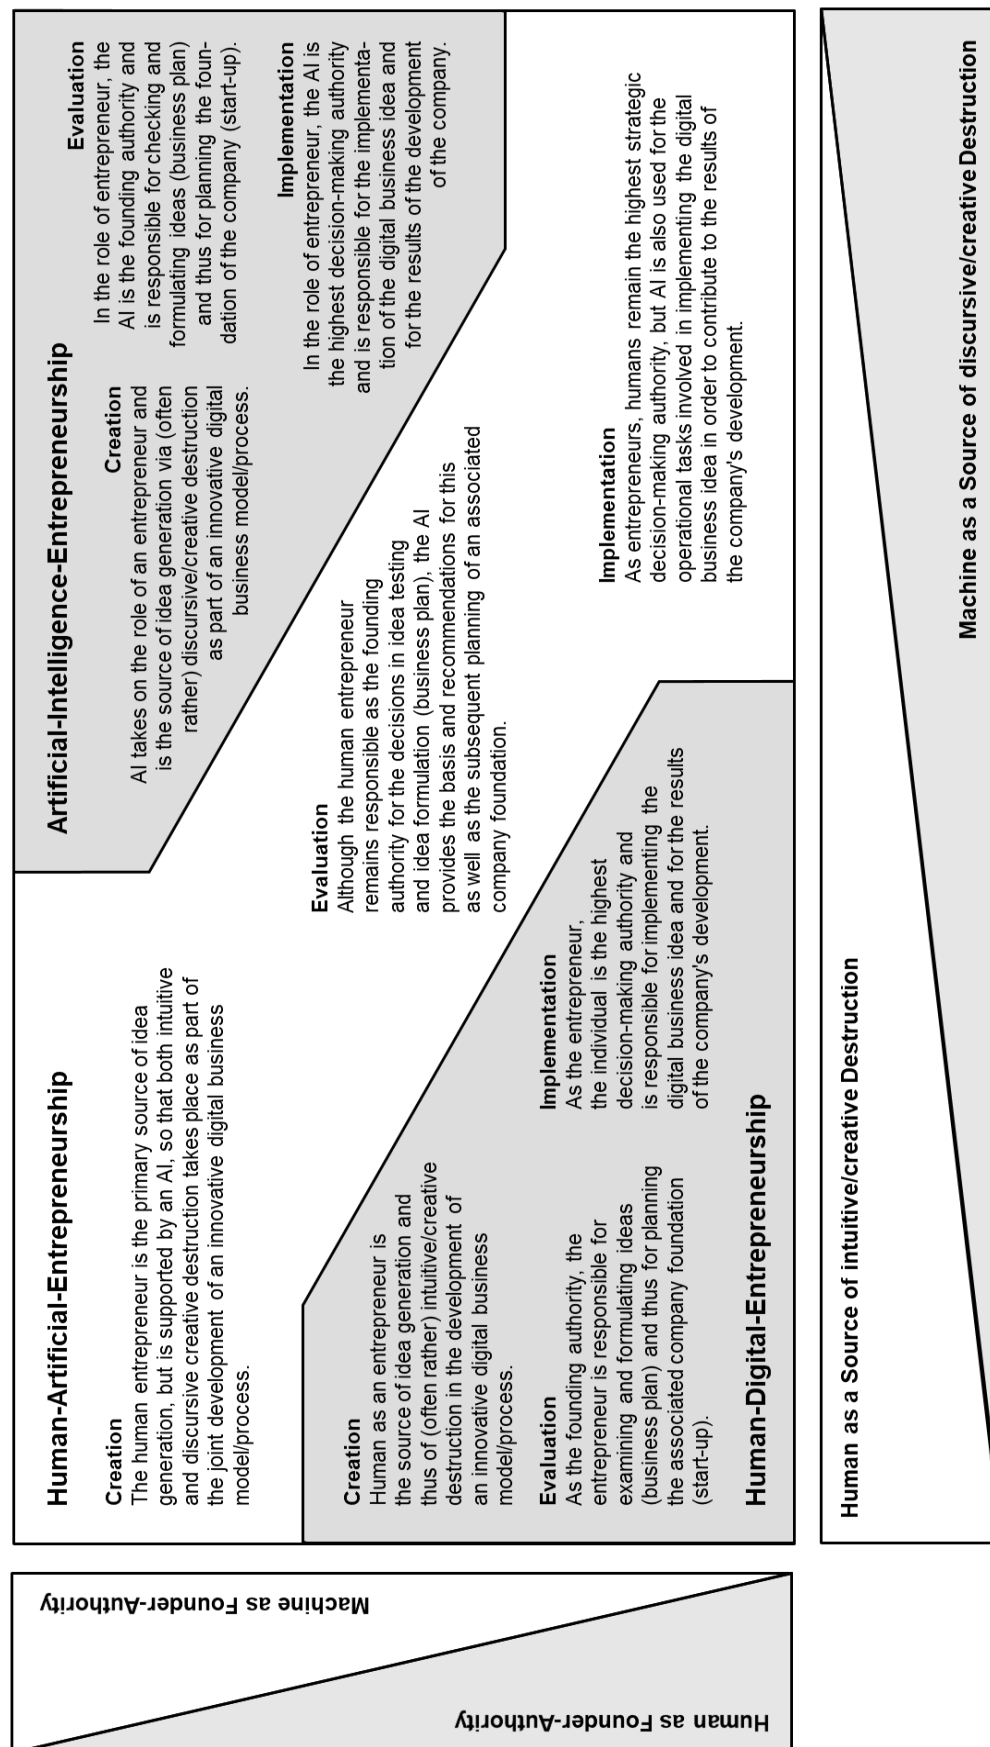 Human-Artificial-Entrepreneurship
Creation
The human entrepreneur is the primary source of idea
generation, but is supported by an AI, so that both intuitive
and discursive creative destruction takes place as part of
the joint development of an innovative digital business
model/process.
Evaluation
Although the human entrepreneur
remains responsible as the founding
authority for the decisions in idea testing
and idea formulation (business plan), the AI
provides the basis and recommendations for this
as well as the subsequent planning of an associated
company foundation.
Implementation
As entrepreneurs, humans remain the highest strategic
decision-making authority, but AI is also used for the
operational tasks involved in implementing the digital
business idea in order to contribute to the results of
the company's development.
Artificial-Intelligence-Entrepreneurship
Creation
AI takes on the role of an entrepreneur and
is the source of idea generation via (often
rather) discursive/creative destruction
as part of an innovative digital
business model/process.
Evaluation
In the role of entrepreneur, the
AI is the founding authority and
is responsible for checking and
formulating ideas (business plan)
and thus for planning the foun-
dation of the company (start-up).
Implementation
In the role of entrepreneur, the AI is
the highest decision-making authority
and is responsible for the implementa-
tion of the digital business idea and
for the results of the development
of the company.
Creation
Human as an entrepreneur is
the source of idea generation and
thus of (often rather) intuitive/creative
destruction in the development of
an innovative digital business
model/process.
Evaluation
As the founding authority, the
entrepreneur is responsible for
examining and formulating ideas
(business plan) and thus for planning
the associated company foundation
(start-up).
Implementation
As the entrepreneur,
the individual is the highest
decision-making authority and
is responsible for implementing the
digital business idea and for the results
of the company's development.
Human-Digital-Entrepreneurship
Machine as Founder-Authority
Human as Founder-Authority
Human as a Source of intuitive/creative Destruction
Machine as a Source of discursive/creative Destruction